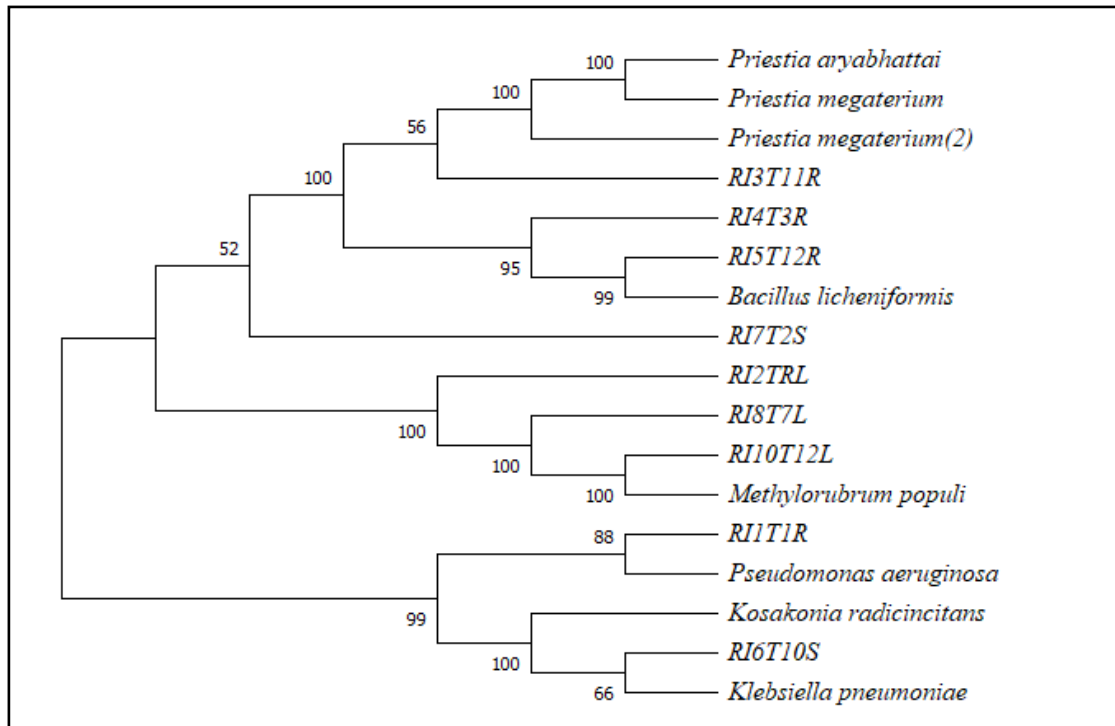 100
Priestia aryabhattai
100
Priestia megaterium
56
Priestia megaterium(2)
100
RI3T11R
RI4T3R
52
95
RI5T12R
99
Bacillus licheniformis
RI7T2S
RI2TRL
100
RI8T7L
100
RI10T12L
100
Methylorubrum populi
88
RI1T1R
Pseudomonas aeruginosa
99
Kosakonia radicincitans
100
RI6T10S
66
Klebsiella pneumoniae